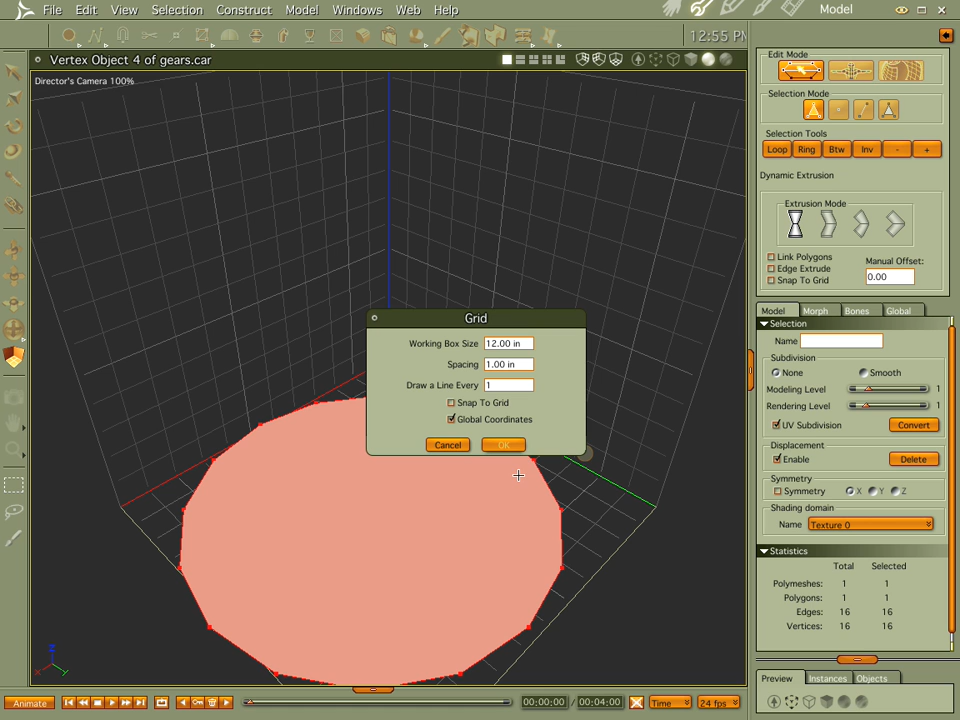 File Edit View Selection Construct Model Windows Web Help Model
12:55 PM
Vertex Object 4 of gears.car
Director's Camera 100%
Grid
Working Box Size 12.00 in
Spacing 1.00 in
Draw a Line Every 1
Snap To Grid
Global Coordinates
Cancel OK
Edit Mode
Selection Mode
Selection Tools
Loop Ring Btw Inv - +
Dynamic Extrusion
Extrusion Mode
Link Polygons
Edge Extrude
Snap To Grid
Manual Offset:
0.00
Model Morph Bones Global
Selection
Name
Subdivision
None Smooth
Modeling Level 1
Rendering Level 1
UV Subdivision Convert
Displacement
Enable Delete
Symmetry
Symmetry X Y Z
Shading domain
Name Texture 0
Statistics
Total Selected
Polymeshes: 1 1
Polygons: 1 1
Edges: 16 16
Vertices: 16 16
Preview Instances Objects
Animate 00:00:00 / 00:04:00 Time 24 fps